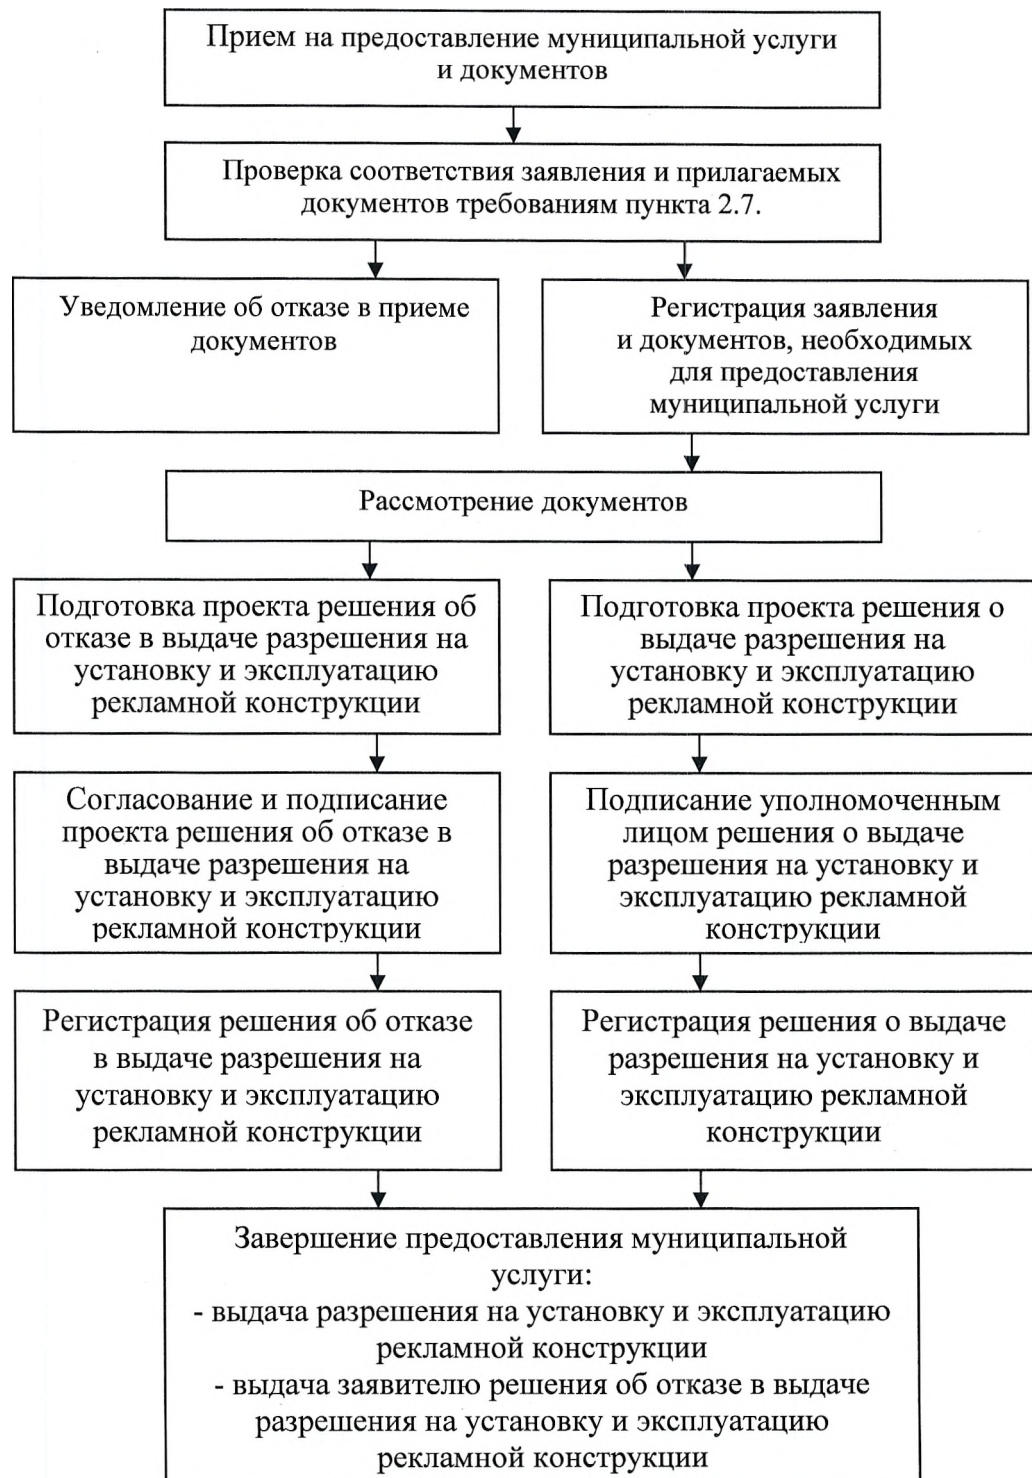 Прием на предоставление муниципальной услуги
и документов
Проверка соответствия заявления и прилагаемых
документов требованиям пункта 2.7.
Уведомление об отказе в приеме
документов
Регистрация заявления
и документов, необходимых
для предоставления
муниципальной услуги
Рассмотрение документов
Подготовка проекта решения об
отказе в выдаче разрешения на
установку и эксплуатацию
рекламной конструкции
Подготовка проекта решения о
выдаче разрешения на
установку и эксплуатацию
рекламной конструкции
Согласование и подписание
проекта решения об отказе в
выдаче разрешения на
установку и эксплуатацию
рекламной конструкции
Подписание уполномоченным
лицом решения о выдаче
разрешения на установку и
эксплуатацию рекламной
конструкции
Регистрация решения об отказе
в выдаче разрешения на
установку и эксплуатацию
рекламной конструкции
Регистрация решения о выдаче
разрешения на установку и
эксплуатацию рекламной
конструкции
Завершение предоставления муниципальной
услуги:
- выдача разрешения на установку и эксплуатацию
рекламной конструкции
- выдача заявителю решения об отказе в выдаче
разрешения на установку и эксплуатацию
рекламной конструкции